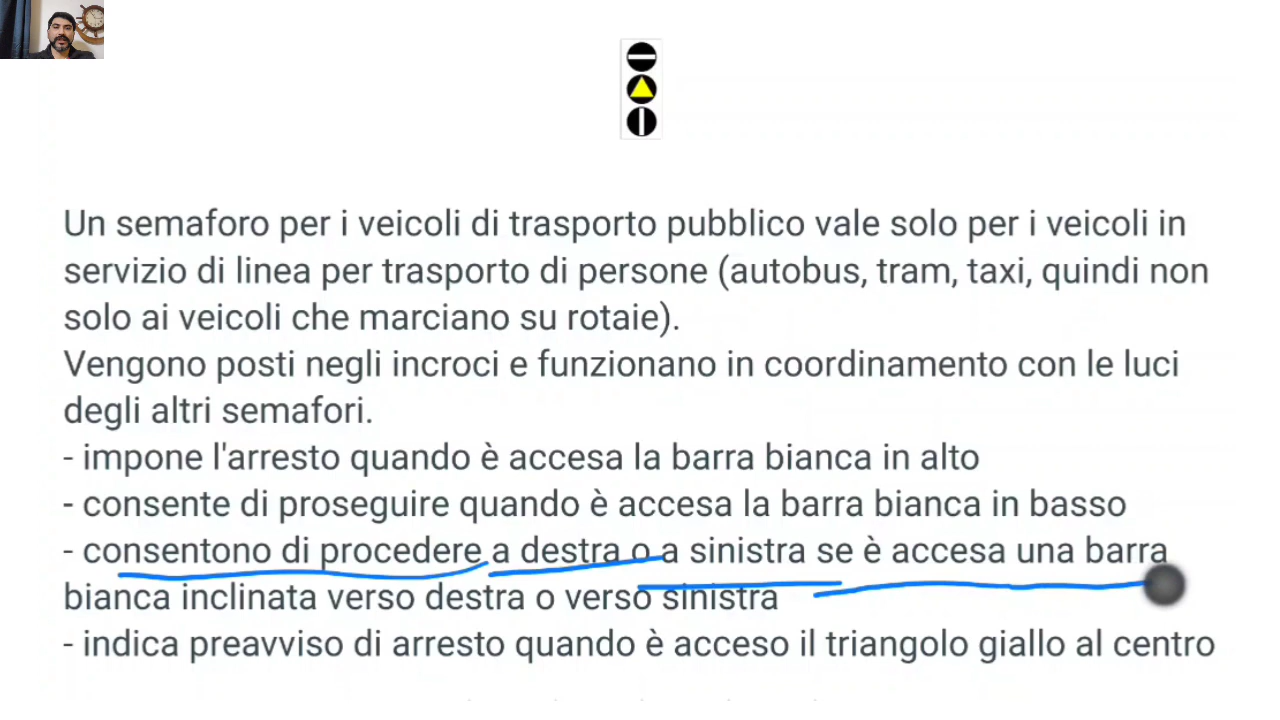 Un semaforo per i veicoli di trasporto pubblico vale solo per i veicoli in
servizio di linea per trasporto di persone (autobus, tram, taxi, quindi non
solo ai veicoli che marciano su rotaie).
Vengono posti negli incroci e funzionano in coordinamento con le luci
degli altri semafori.
- impone l'arresto quando è accesa la barra bianca in alto
- consente di proseguire quando è accesa la barra bianca in basso
- consentono di procedere a destra o a sinistra se è accesa una barra
bianca inclinata verso destra o verso sinistra
- indica preavviso di arresto quando è acceso il triangolo giallo al centro